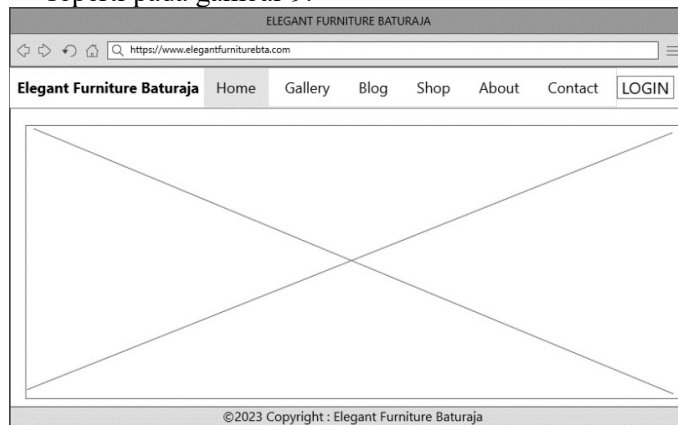 seperti pada gambar 9.
ELEGANT FURNITURE BATURAJA
https://www.elegantfurniturebta.com
Elegant Furniture Baturaja Home Gallery Blog Shop About Contact LOGIN
©2023 Copyright : Elegant Furniture Baturaja